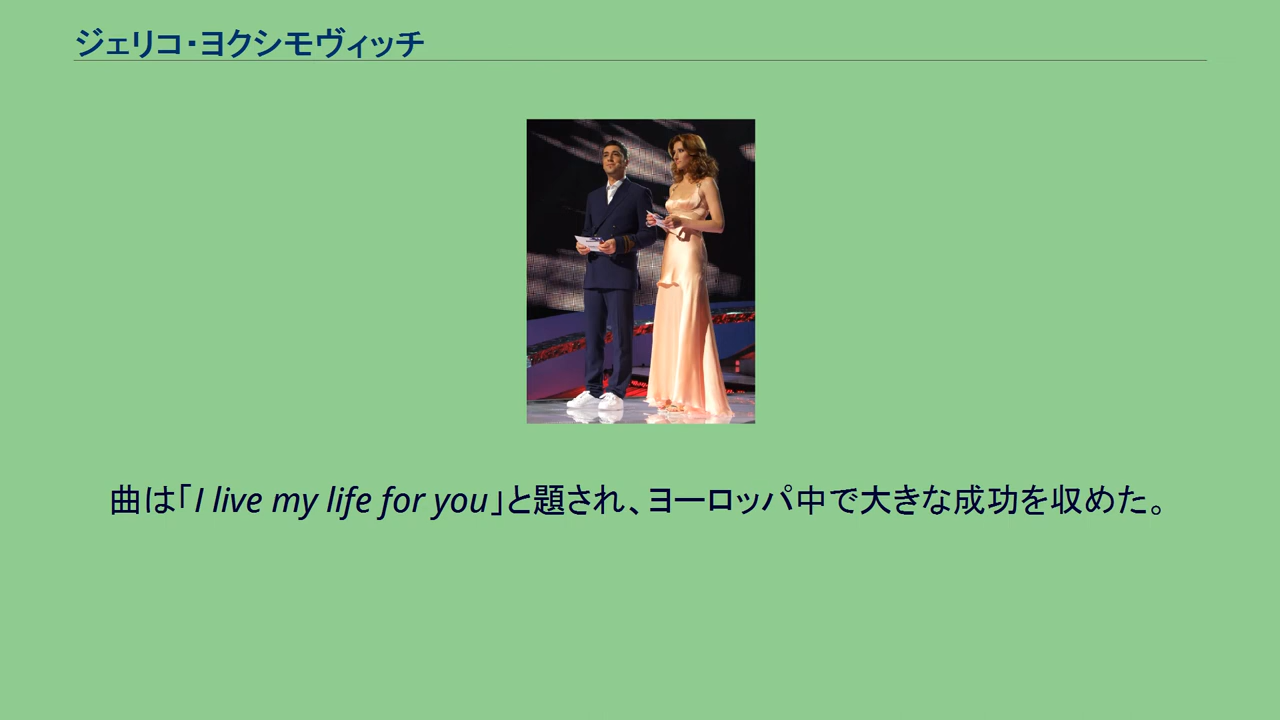 ジェリコ・ヨクシモヴィッチ
曲は「I live my life for you」と題され、ヨーロッパ中で大きな成功を収めた。